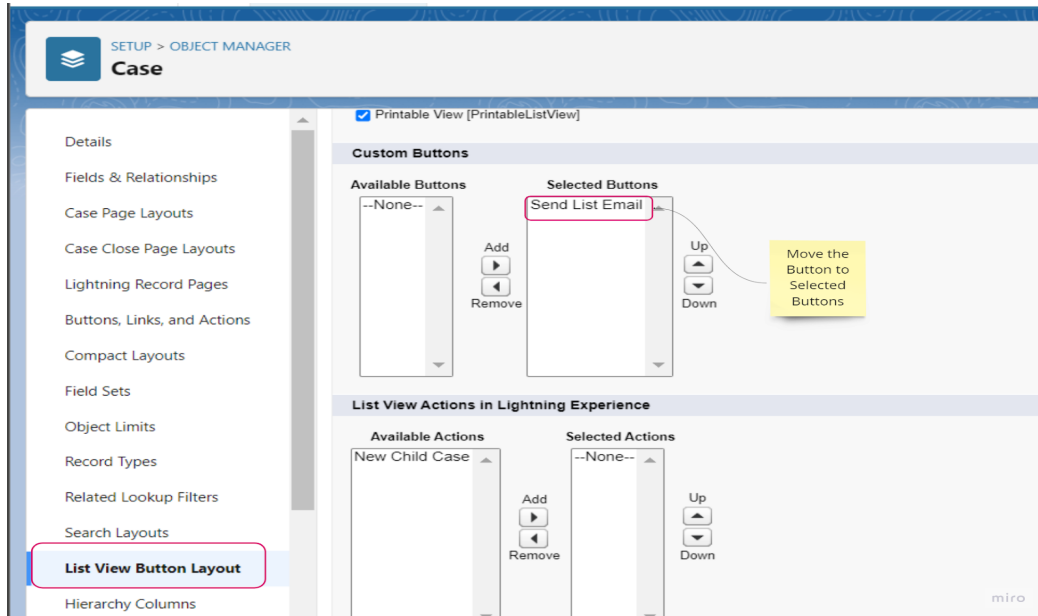 SETUP > OBJECT MANAGER
Case
Details
Fields & Relationships
Case Page Layouts
Case Close Page Layouts
Lightning Record Pages
Buttons, Links, and Actions
Compact Layouts
Field Sets
Object Limits
Record Types
Related Lookup Filters
Search Layouts
List View Button Layout
Hierarchy Columns
Printable View [PrintableListView]
Custom Buttons
Available Buttons
Selected Buttons
--None--
Send List Email
Add
Remove
Up
Down
Move the
Button to
Selected
Buttons
List View Actions in Lightning Experience
Available Actions
Selected Actions
New Child Case
--None--
Add
Remove
Up
Down
miro